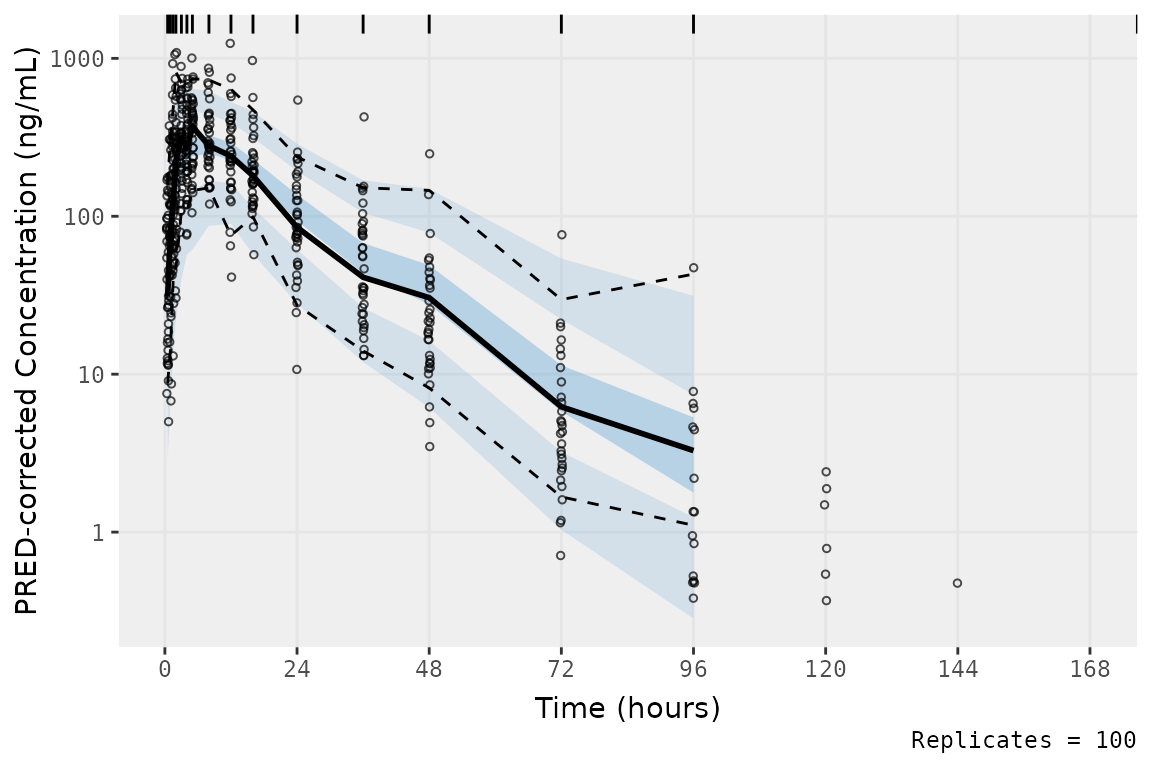 PRED-corrected Concentration (ng/mL)
1000
100
10
1
0 24 48 72 96 120 144 168
Time (hours)
Replicates = 100